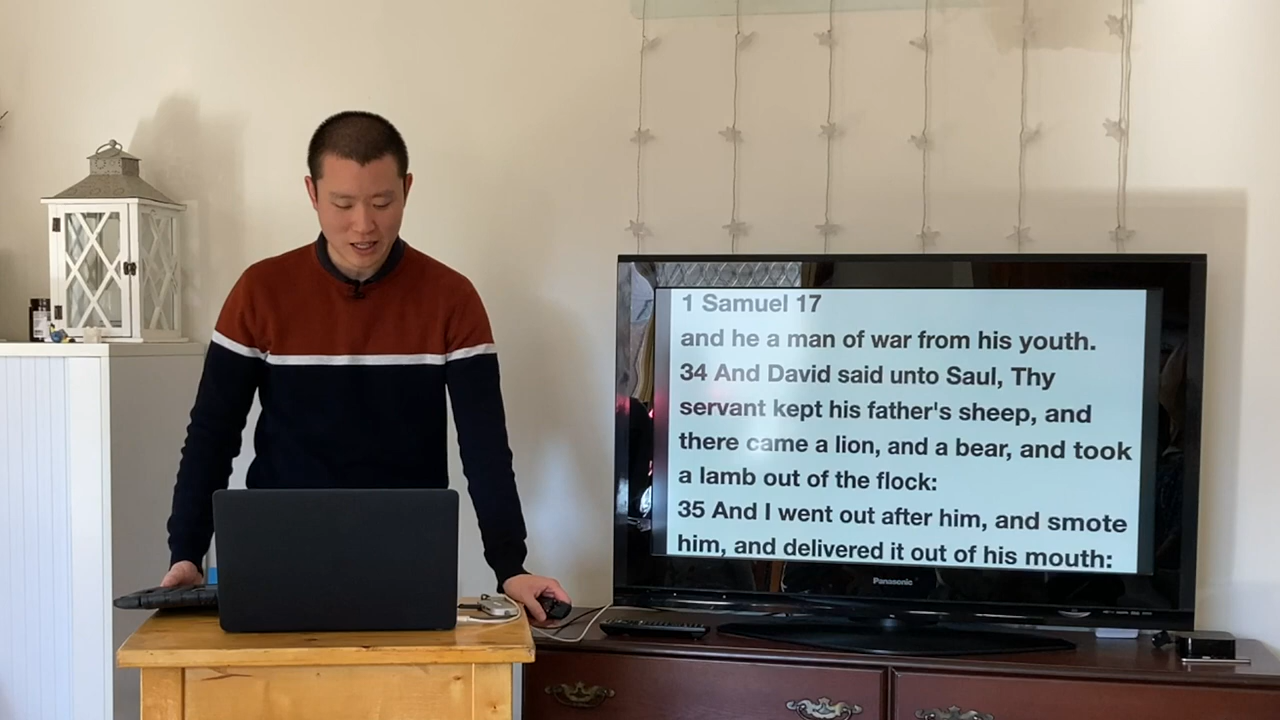 1 Samuel 17
and he a man of war from his youth.
34 And David said unto Saul, Thy
servant kept his father's sheep, and
there came a lion, and a bear, and took
a lamb out of the flock:
35 And I went out after him, and smote
him, and delivered it out of his mouth:
Panasonic